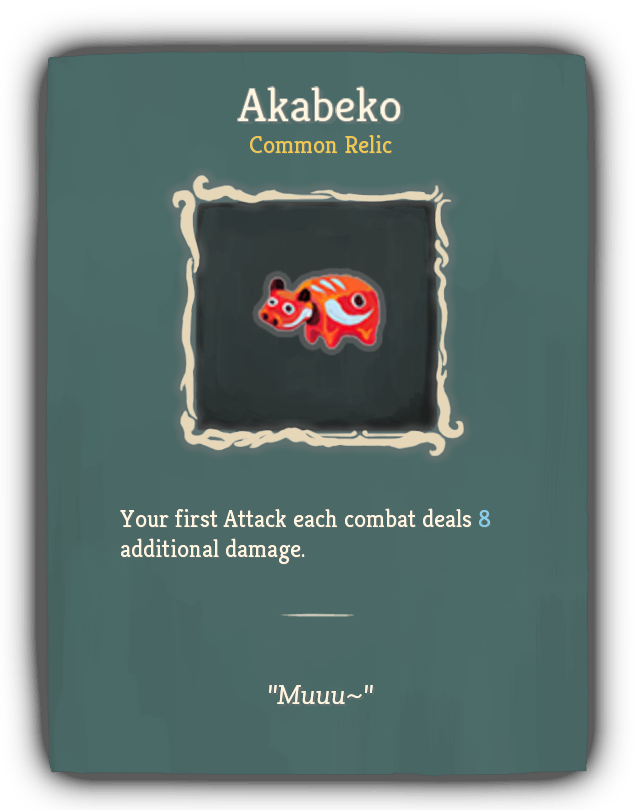 Akabeko
Common Relic
Your first Attack each combat deals 8
additional damage.
"Muuu~"